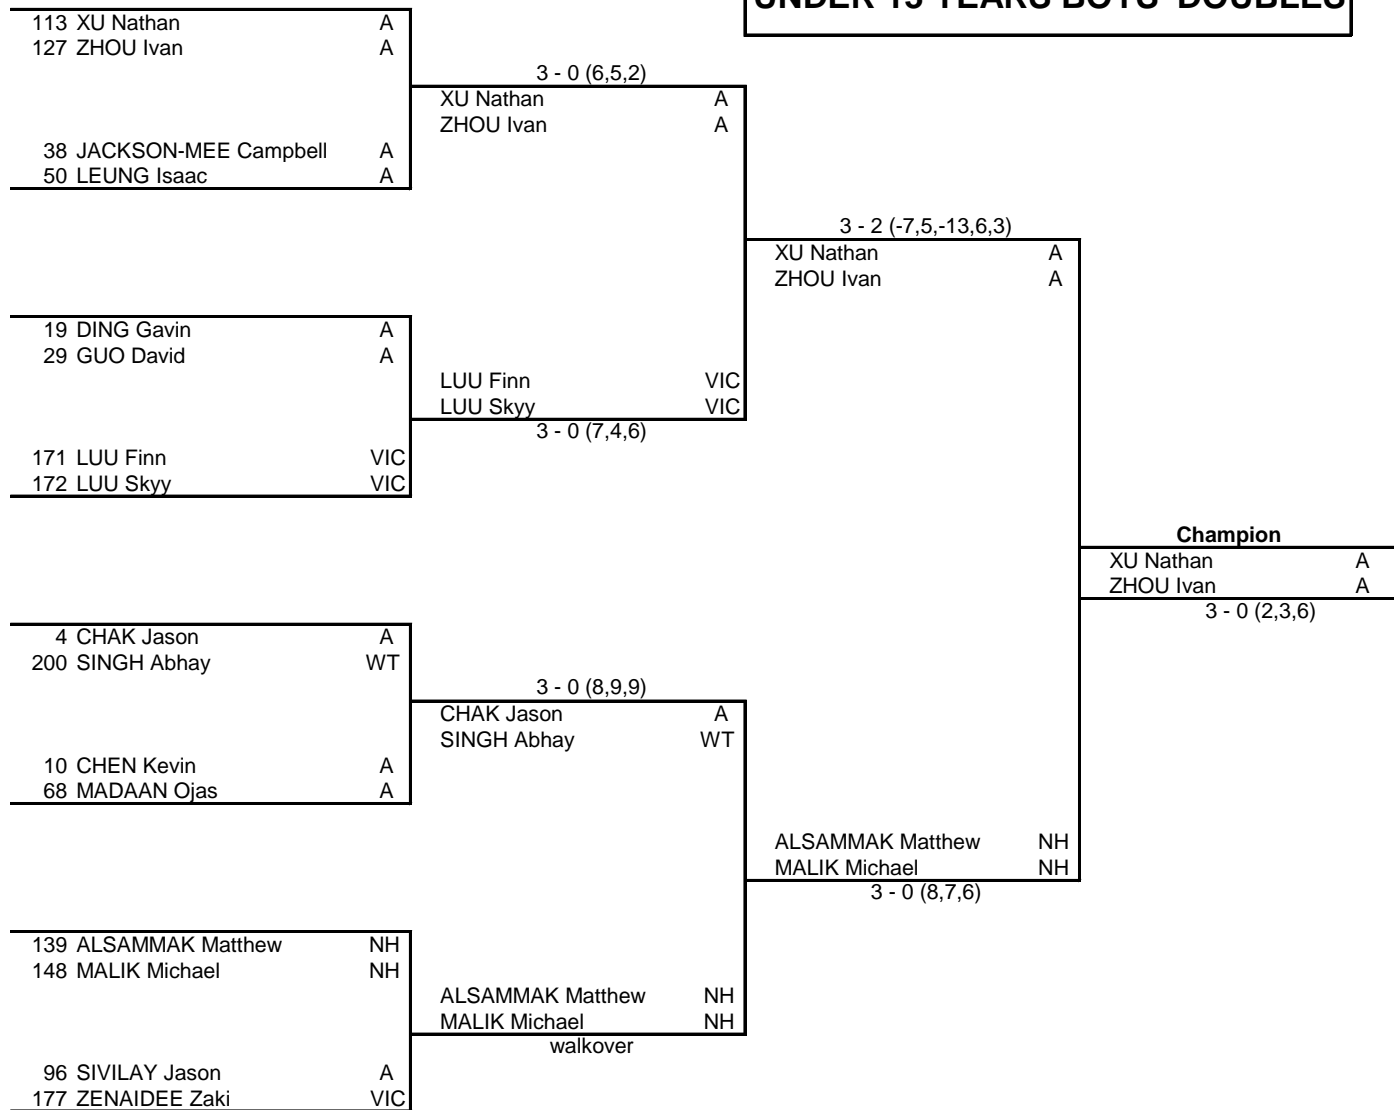 UNDER 13 YEARS BOYS' DOUBLES
113 XU Nathan A
127 ZHOU Ivan A
3 - 0 (6,5,2)
XU Nathan A
ZHOU Ivan A
38 JACKSON-MEE Campbell A
50 LEUNG Isaac A
3 - 2 (-7,5,-13,6,3)
XU Nathan A
ZHOU Ivan A
19 DING Gavin A
29 GUO David A
LUU Finn VIC
LUU Skyy VIC
3 - 0 (7,4,6)
171 LUU Finn VIC
172 LUU Skyy VIC
Champion
XU Nathan A
ZHOU Ivan A
3 - 0 (2,3,6)
4 CHAK Jason A
200 SINGH Abhay WT
3 - 0 (8,9,9)
CHAK Jason A
SINGH Abhay WT
10 CHEN Kevin A
68 MADAAN Ojas A
ALSAMMAK Matthew NH
MALIK Michael NH
3 - 0 (8,7,6)
139 ALSAMMAK Matthew NH
148 MALIK Michael NH
ALSAMMAK Matthew NH
MALIK Michael NH
walkover
96 SIVILAY Jason A
177 ZENAIDEE Zaki VIC